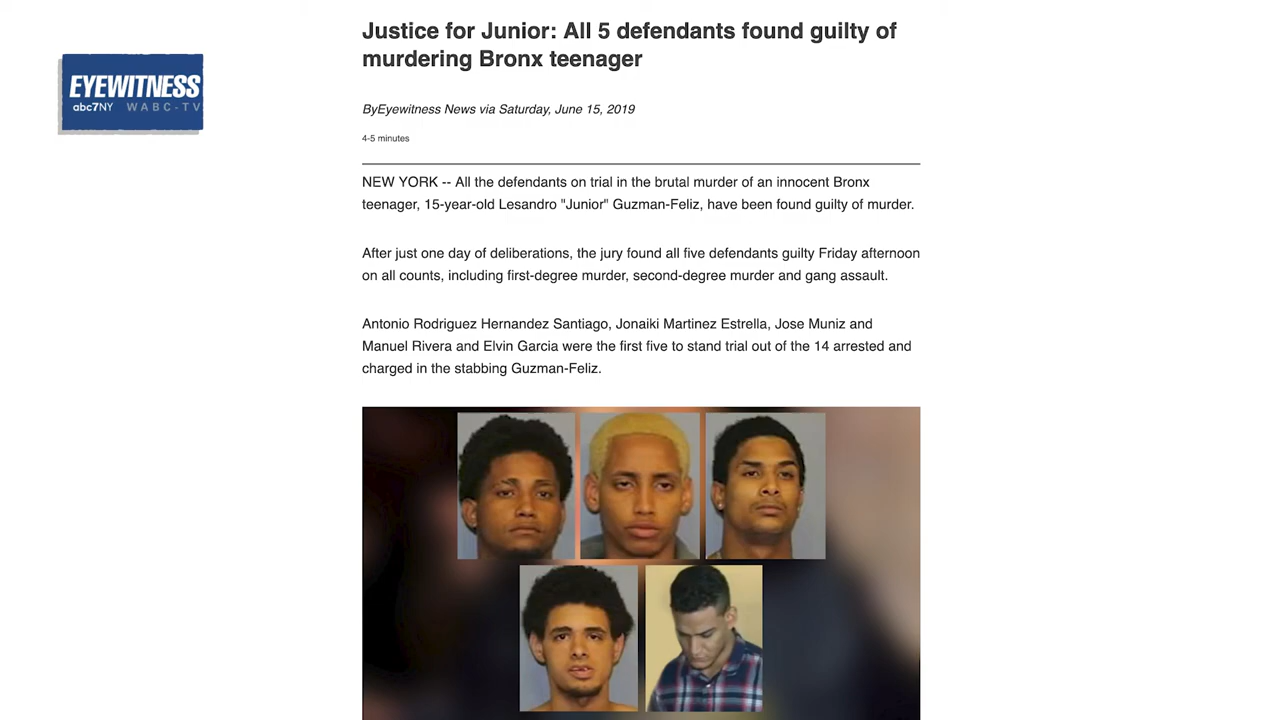 Justice for Junior: All 5 defendants found guilty of
murdering Bronx teenager
EYEWITNESS
abc7NY WABC-TV
ByEyewitness News via Saturday, June 15, 2019
4-5 minutes
NEW YORK -- All the defendants on trial in the brutal murder of an innocent Bronx
teenager, 15-year-old Lesandro "Junior" Guzman-Feliz, have been found guilty of murder.
After just one day of deliberations, the jury found all five defendants guilty Friday afternoon
on all counts, including first-degree murder, second-degree murder and gang assault.
Antonio Rodriguez Hernandez Santiago, Jonaiki Martinez Estrella, Jose Muniz and
Manuel Rivera and Elvin Garcia were the first five to stand trial out of the 14 arrested and
charged in the stabbing Guzman-Feliz.